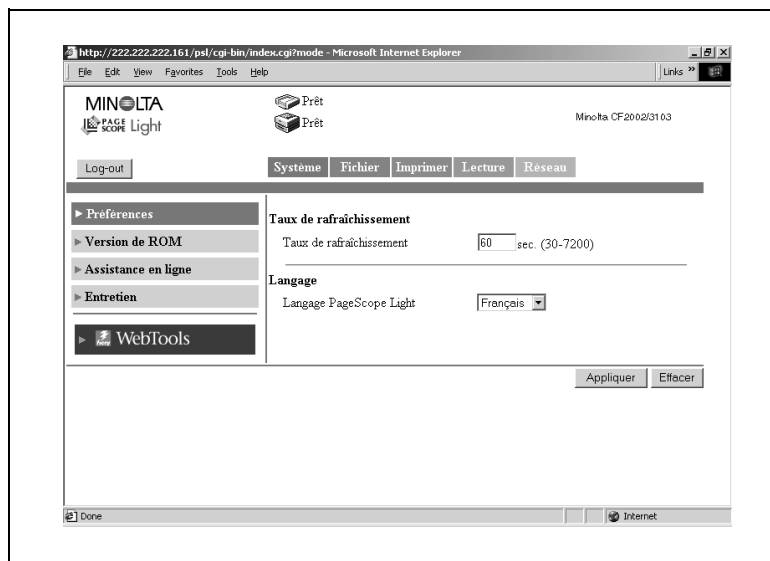 http://222.222.222.161/psl/cgi-bin/index.cgi?mode - Microsoft Internet Explorer
File Edit View Favorites Tools Help
Links »
MINOLTA
PAGE SCOPE Light
Prêt
Prêt
Minolta CF2002/3103
Log-out
Système Fichier Imprimer Lecture Réseau
Préférences
Version de ROM
Assistance en ligne
Entretien
WebTools
Taux de rafraîchissement
Taux de rafraîchissement 60 sec. (30-7200)
Langage
Langage PageScope Light Français
Appliquer Effacer
Done
Internet